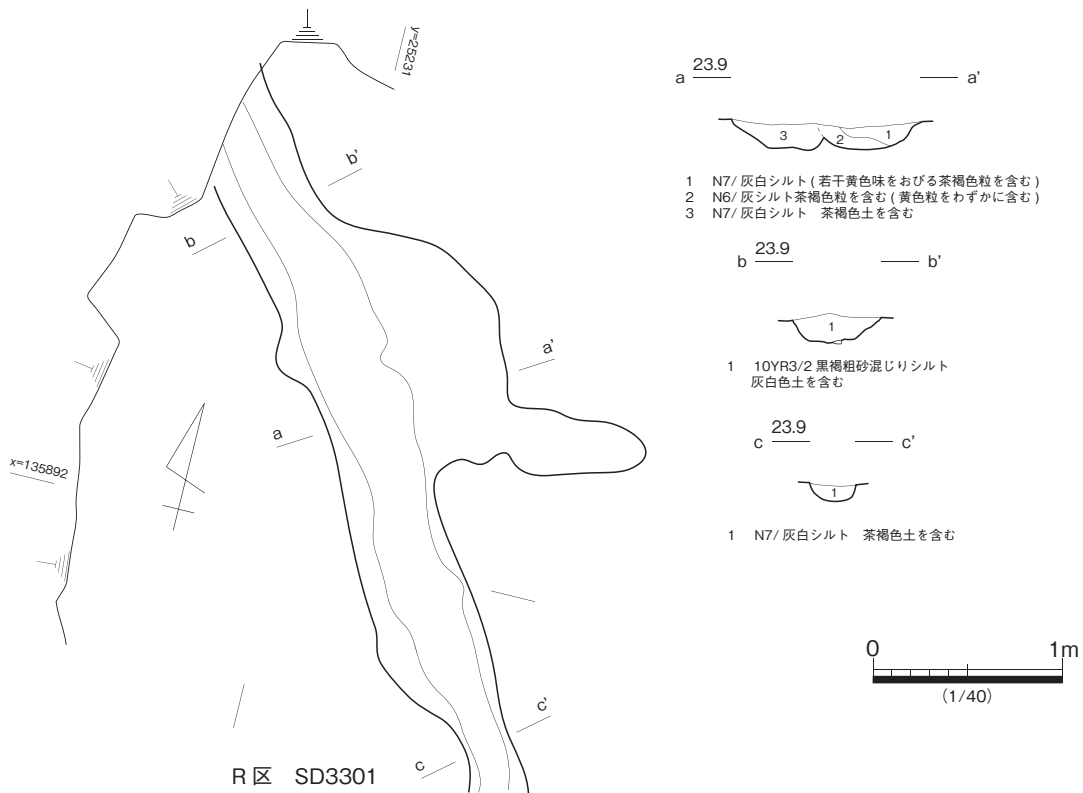 y=25231
b’
b
a’
a
x=135892
c’
c
R 区　SD3301
a 23.9 a’
3 2 1
1　N7/ 灰白シルト ( 若干黄色味をおびる茶褐色粒を含む )
2　N6/ 灰シルト茶褐色粒を含む ( 黄色粒をわずかに含む )
3　N7/ 灰白シルト　茶褐色土を含む
b 23.9 b’
1
1　10YR3/2 黒褐粗砂混じりシルト
灰白色土を含む
c 23.9 c’
1
1　N7/ 灰白シルト　茶褐色土を含む
0 1m
（1/40）